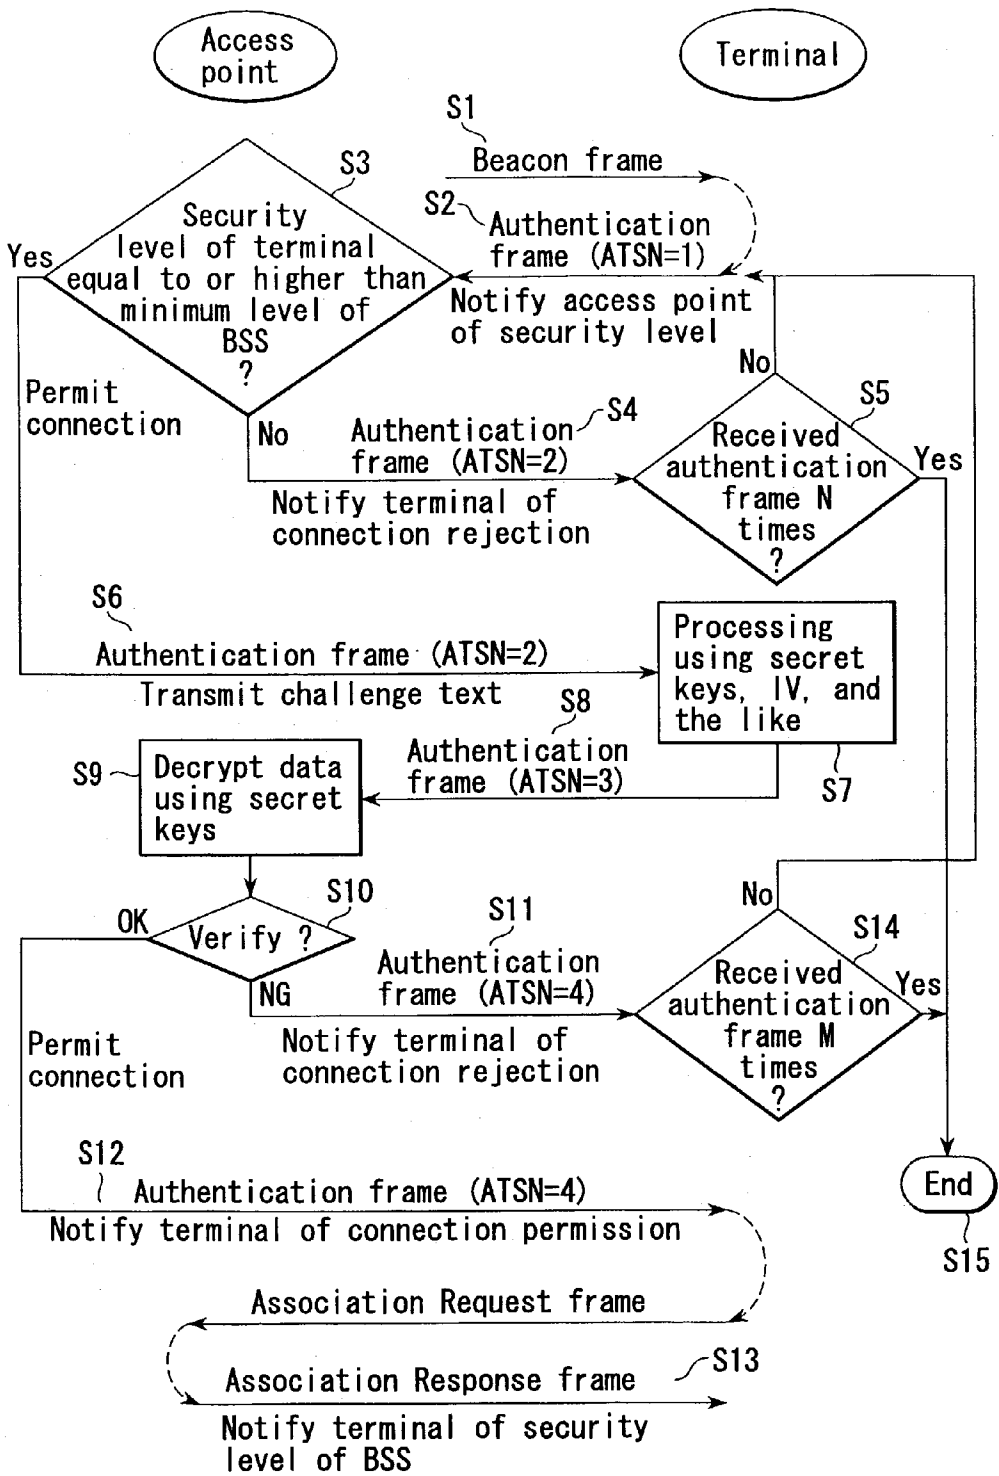 Access
point
Terminal
S1
Beacon frame
S2
Authentication
frame (ATSN=1)
Notify access point
of security level
S3
Security
level of terminal
equal to or higher than
minimum level of
BSS
?
Yes
Permit
connection
No
S4
Authentication
frame (ATSN=2)
Notify terminal of
connection rejection
No
S5
Received
authentication
frame N
times
?
Yes
S6
Authentication frame (ATSN=2)
Transmit challenge text
Processing
using secret
keys, IV, and
the like
S7
S8
Authentication
frame (ATSN=3)
S9
Decrypt data
using secret
keys
S10
OK
Verify ?
NG
Permit
connection
S11
Authentication
frame (ATSN=4)
Notify terminal of
connection rejection
No
S14
Received
authentication
frame M
times
?
Yes
S12
Authentication frame (ATSN=4)
Notify terminal of connection permission
End
S15
Association Request frame
S13
Association Response frame
Notify terminal of security
level of BSS